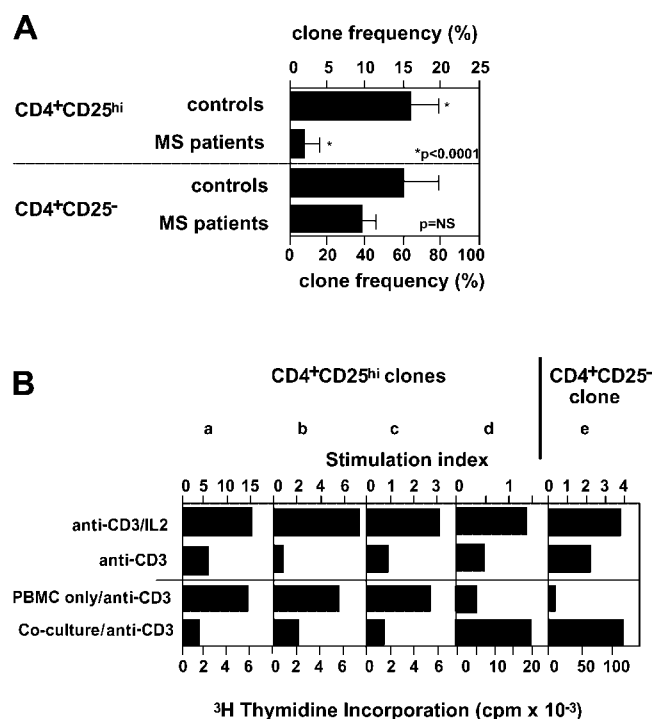 A
clone frequency (%)
0 5 10 15 20 25
CD4+CD25hi
controls *
MS patients *
*p<0.0001
CD4+CD25-
controls
MS patients p=NS
0 20 40 60 80 100
clone frequency (%)
B
CD4+CD25hi clones
CD4+CD25-
clone
a b c d e
Stimulation index
0 5 10 15 0 2 4 6 0 1 2 3 0 1 0 1 2 3 4
anti-CD3/IL2
anti-CD3
PBMC only/anti-CD3
Co-culture/anti-CD3
0 2 4 6 0 2 4 6 0 2 4 6 0 10 20 0 50 100
3H Thymidine Incorporation (cpm x 10-3)